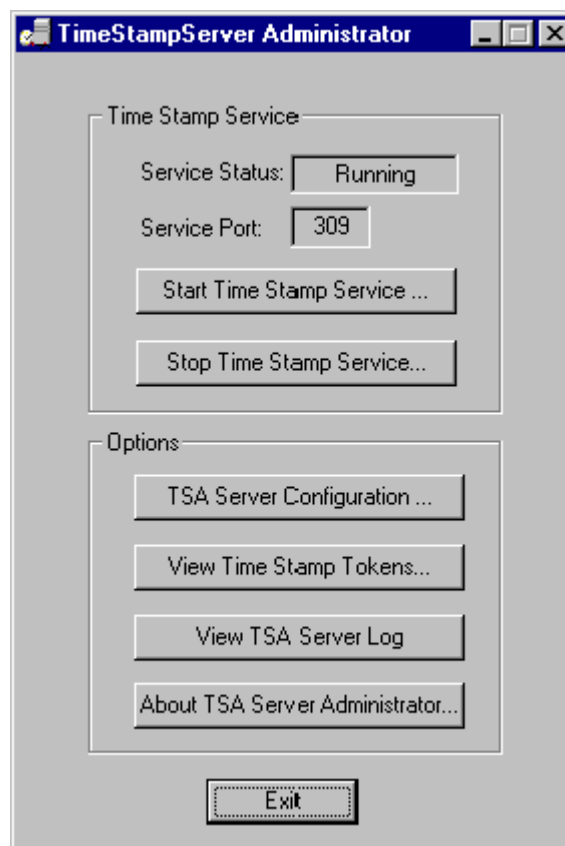 TimeStampServer Administrator
Time Stamp Service
Service Status: Running
Service Port: 309
Start Time Stamp Service ...
Stop Time Stamp Service...
Options
TSA Server Configuration ...
View Time Stamp Tokens...
View TSA Server Log
About TSA Server Administrator...
Exit